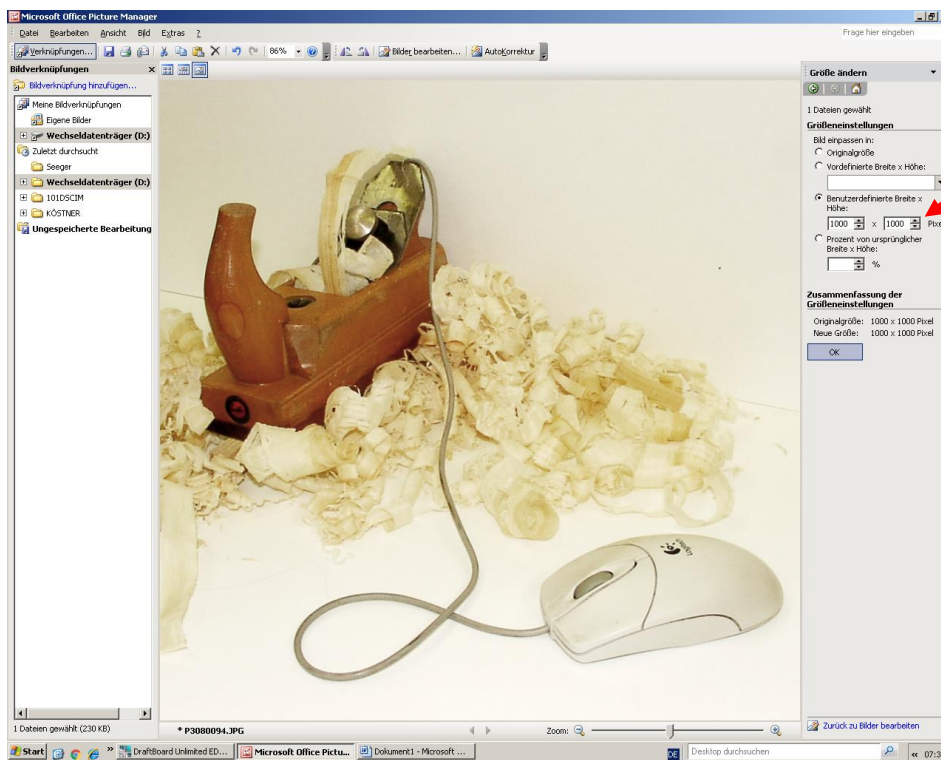 Microsoft Office Picture Manager
Datei Bearbeiten Ansicht Bild Extras ?
Frage hier eingeben
Verknüpfungen...
86%
Bilder bearbeiten...
AutoKorrektur
Bildverknüpfungen
Bildverknüpfung hinzufügen...
Meine Bildverknüpfungen
Eigene Bilder
Wechseldatenträger (D:)
Zuletzt durchsucht
Seeger
Wechseldatenträger (D:)
101DSCIM
KÖSTNER
Ungespeicherte Bearbeitung
Logitech
Größe ändern
1 Dateien gewählt
Größeneinstellungen
Bild einpassen in:
Originalgröße
Vordefinierte Breite x Höhe:
Benutzerdefinierte Breite x
Höhe:
1000 x 1000 Pixe
Prozent von ursprünglicher
Breite x Höhe:
%
Zusammenfassung der
Größeneinstellungen
Originalgröße: 1000 x 1000 Pixel
Neue Größe: 1000 x 1000 Pixel
OK
Zurück zu Bilder bearbeiten
1 Dateien gewählt (230 KB)
* P3080094.JPG
Zoom:
Start
DraftBoard Unlimited ED...
Microsoft Office Pictu...
Dokument1 - Microsoft ...
DE
Desktop durchsuchen
07:3